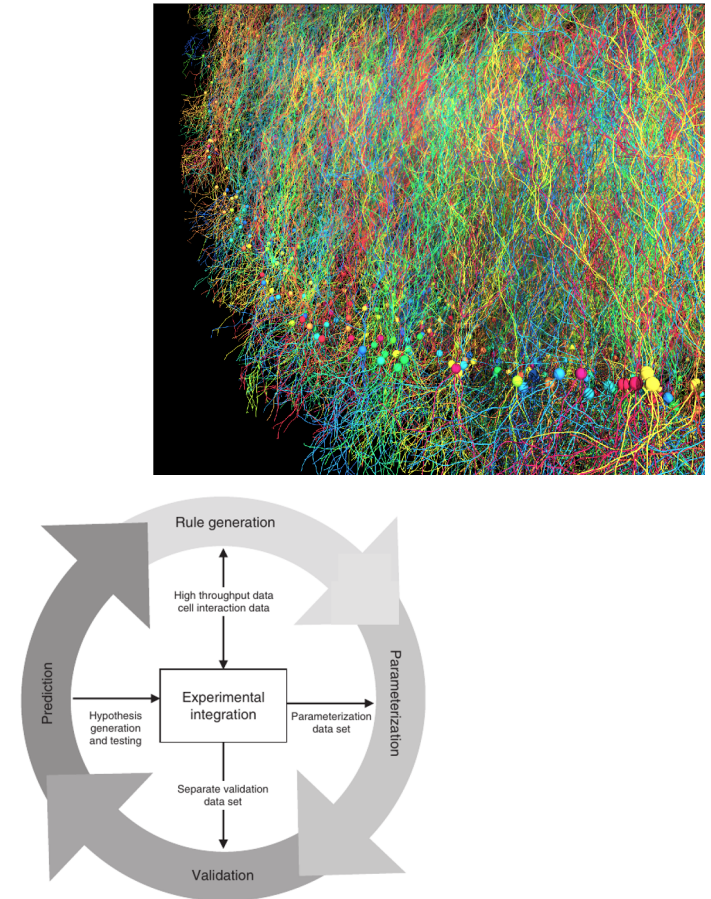 Rule generation
High throughput data
cell interaction data
Prediction
Hypothesis
generation
and testing
Experimental
integration
Parameterization
data set
Parameterization
Separate validation
data set
Validation